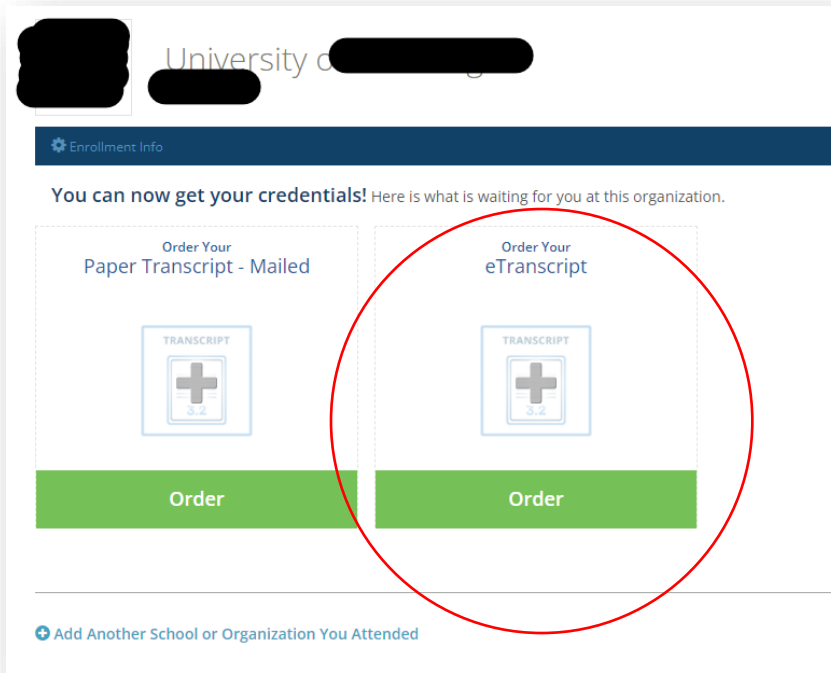 University o
Enrollment Info
You can now get your credentials! Here is what is waiting for you at this organization.
Order Your
Paper Transcript - Mailed
TRANSCRIPT
3.2
Order
Order Your
eTranscript
TRANSCRIPT
3.2
Order
Add Another School or Organization You Attended